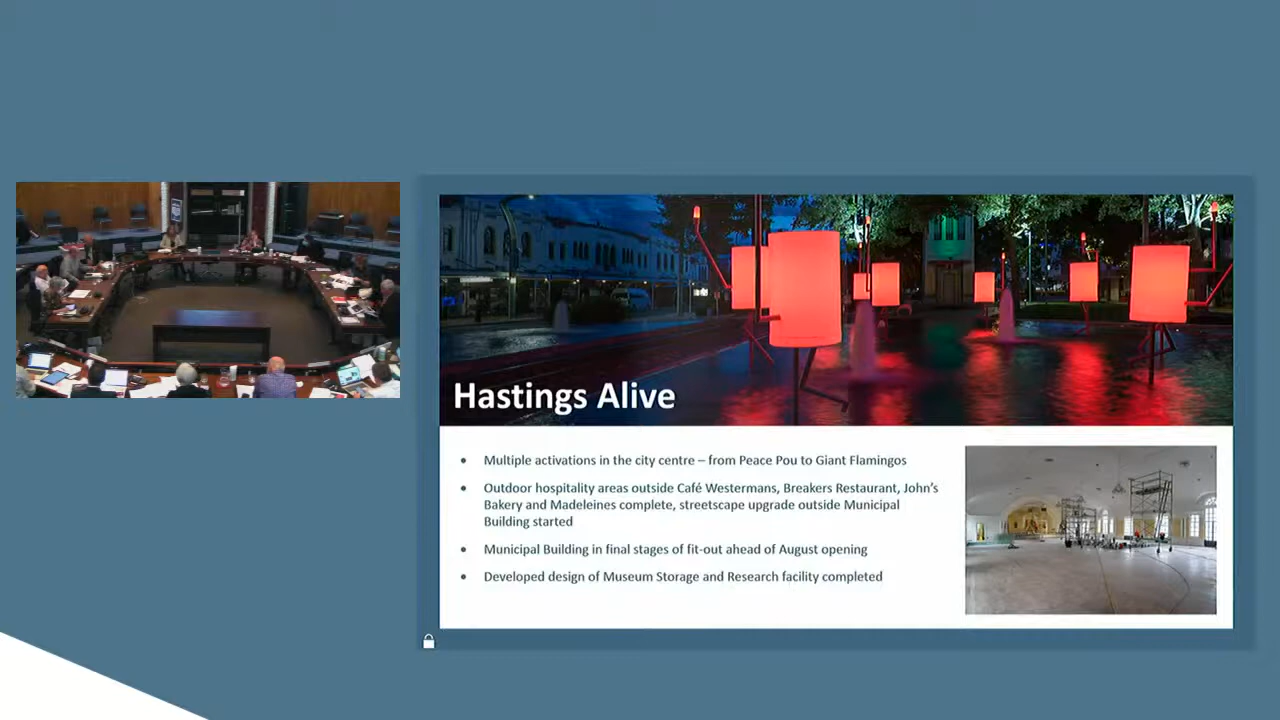 Hastings Alive
• Multiple activations in the city centre – from Peace Pou to Giant Flamingos
• Outdoor hospitality areas outside Café Westermans, Breakers Restaurant, John's
Bakery and Madeleines complete, streetscape upgrade outside Municipal
Building started
• Municipal Building in final stages of fit-out ahead of August opening
• Developed design of Museum Storage and Research facility completed